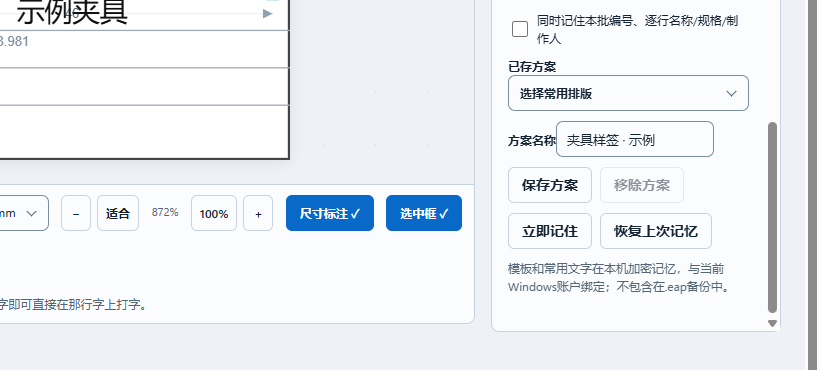 示例夹具
3.981
mm
−
适合
872%
100%
+
尺寸标注 ✓
选中框 ✓
字即可直接在那行字上打字。
同时记住本批编号、逐行名称/规格/制
作人
已存方案
选择常用排版
方案名称
夹具样签 · 示例
保存方案
移除方案
立即记住
恢复上次记忆
模板和常用文字在本机加密记忆，与当前
Windows账户绑定；不包含在.eap备份中。